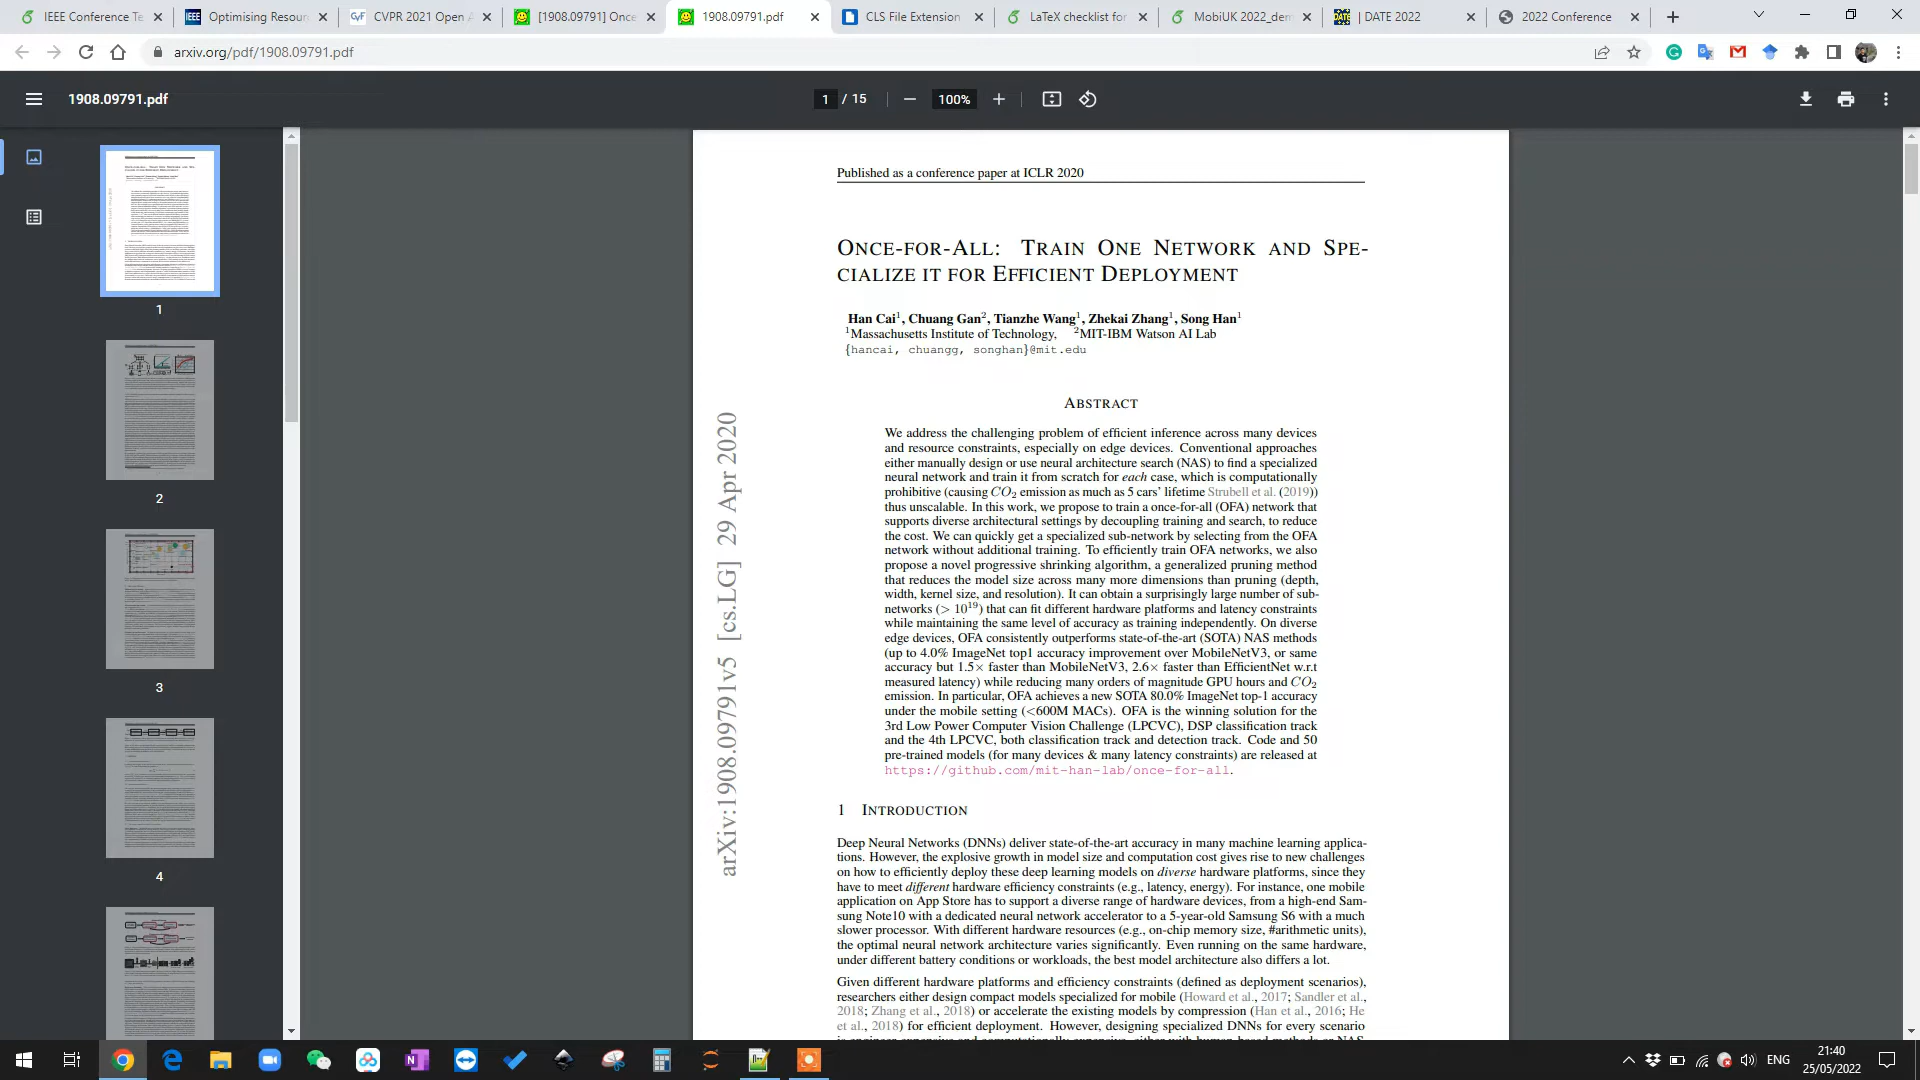 IEEE Conference Te
Optimising Resour
CVPR 2021 Open A
[1908.09791] Once
1908.09791.pdf
CLS File Extension
LaTeX checklist for
MobiUK 2022_dem
| DATE 2022
2022 Conference
arxiv.org/pdf/1908.09791.pdf
1908.09791.pdf
1 / 15
100%
1
2
3
4
Published as a conference paper at ICLR 2020
ONCE-FOR-ALL: TRAIN ONE NETWORK AND SPE-
CIALIZE IT FOR EFFICIENT DEPLOYMENT
Han Cai1, Chuang Gan2, Tianzhe Wang1, Zhekai Zhang1, Song Han1
1Massachusetts Institute of Technology, 2MIT-IBM Watson AI Lab
{hancai, chuangg, songhan}@mit.edu
ABSTRACT
We address the challenging problem of efficient inference across many devices
and resource constraints, especially on edge devices. Conventional approaches
either manually design or use neural architecture search (NAS) to find a specialized
neural network and train it from scratch for each case, which is computationally
prohibitive (causing CO2 emission as much as 5 cars' lifetime Strubell et al. (2019))
thus unscalable. In this work, we propose to train a once-for-all (OFA) network that
supports diverse architectural settings by decoupling training and search, to reduce
the cost. We can quickly get a specialized sub-network by selecting from the OFA
network without additional training. To efficiently train OFA networks, we also
propose a novel progressive shrinking algorithm, a generalized pruning method
that reduces the model size across many more dimensions than pruning (depth,
width, kernel size, and resolution). It can obtain a surprisingly large number of sub-
networks (> 10^19) that can fit different hardware platforms and latency constraints
while maintaining the same level of accuracy as training independently. On diverse
edge devices, OFA consistently outperforms state-of-the-art (SOTA) NAS methods
(up to 4.0% ImageNet top1 accuracy improvement over MobileNetV3, or same
accuracy but 1.5× faster than MobileNetV3, 2.6× faster than EfficientNet w.r.t
measured latency) while reducing many orders of magnitude GPU hours and CO2
emission. In particular, OFA achieves a new SOTA 80.0% ImageNet top-1 accuracy
under the mobile setting (<600M MACs). OFA is the winning solution for the
3rd Low Power Computer Vision Challenge (LPCVC), DSP classification track
and the 4th LPCVC, both classification track and detection track. Code and 50
pre-trained models (for many devices & many latency constraints) are released at
https://github.com/mit-han-lab/once-for-all.
arXiv:1908.09791v5 [cs.LG] 29 Apr 2020
1 INTRODUCTION
Deep Neural Networks (DNNs) deliver state-of-the-art accuracy in many machine learning applica-
tions. However, the explosive growth in model size and computation cost gives rise to new challenges
on how to efficiently deploy these deep learning models on diverse hardware platforms, since they
have to meet different hardware efficiency constraints (e.g., latency, energy). For instance, one mobile
application on App Store has to support a diverse range of hardware devices, from a high-end Sam-
sung Note10 with a dedicated neural network accelerator to a 5-year-old Samsung S6 with a much
slower processor. With different hardware resources (e.g., on-chip memory size, #arithmetic units),
the optimal neural network architecture varies significantly. Even running on the same hardware,
under different battery conditions or workloads, the best model architecture also differs a lot.
Given different hardware platforms and efficiency constraints (defined as deployment scenarios),
researchers either design compact models specialized for mobile (Howard et al., 2017; Sandler et al.,
2018; Zhang et al., 2018) or accelerate the existing models by compression (Han et al., 2016; He
et al., 2018) for efficient deployment. However, designing specialized DNNs for every scenario
ENG
21:40
25/05/2022